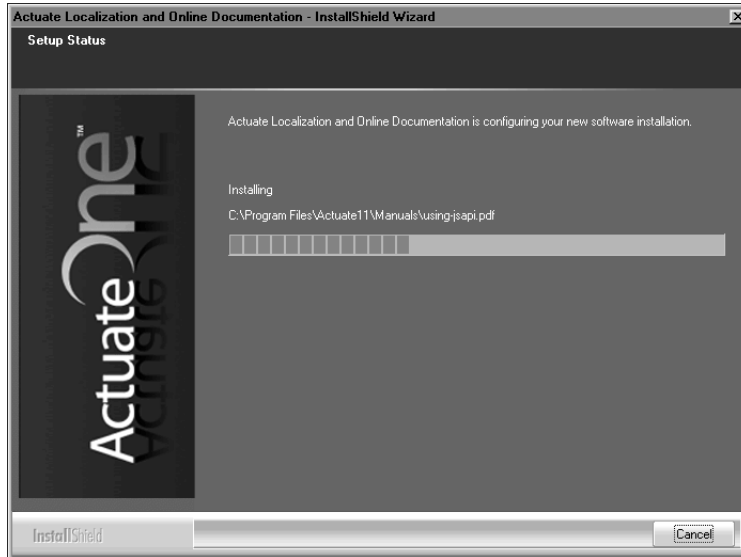 Actuate Localization and Online Documentation - InstallShield Wizard
Setup Status
Actuate Localization and Online Documentation is configuring your new software installation.
Installing
C:\Program Files\Actuate11\Manuals\using-jsapi.pdf
ActuateOne™
InstallShield
Cancel